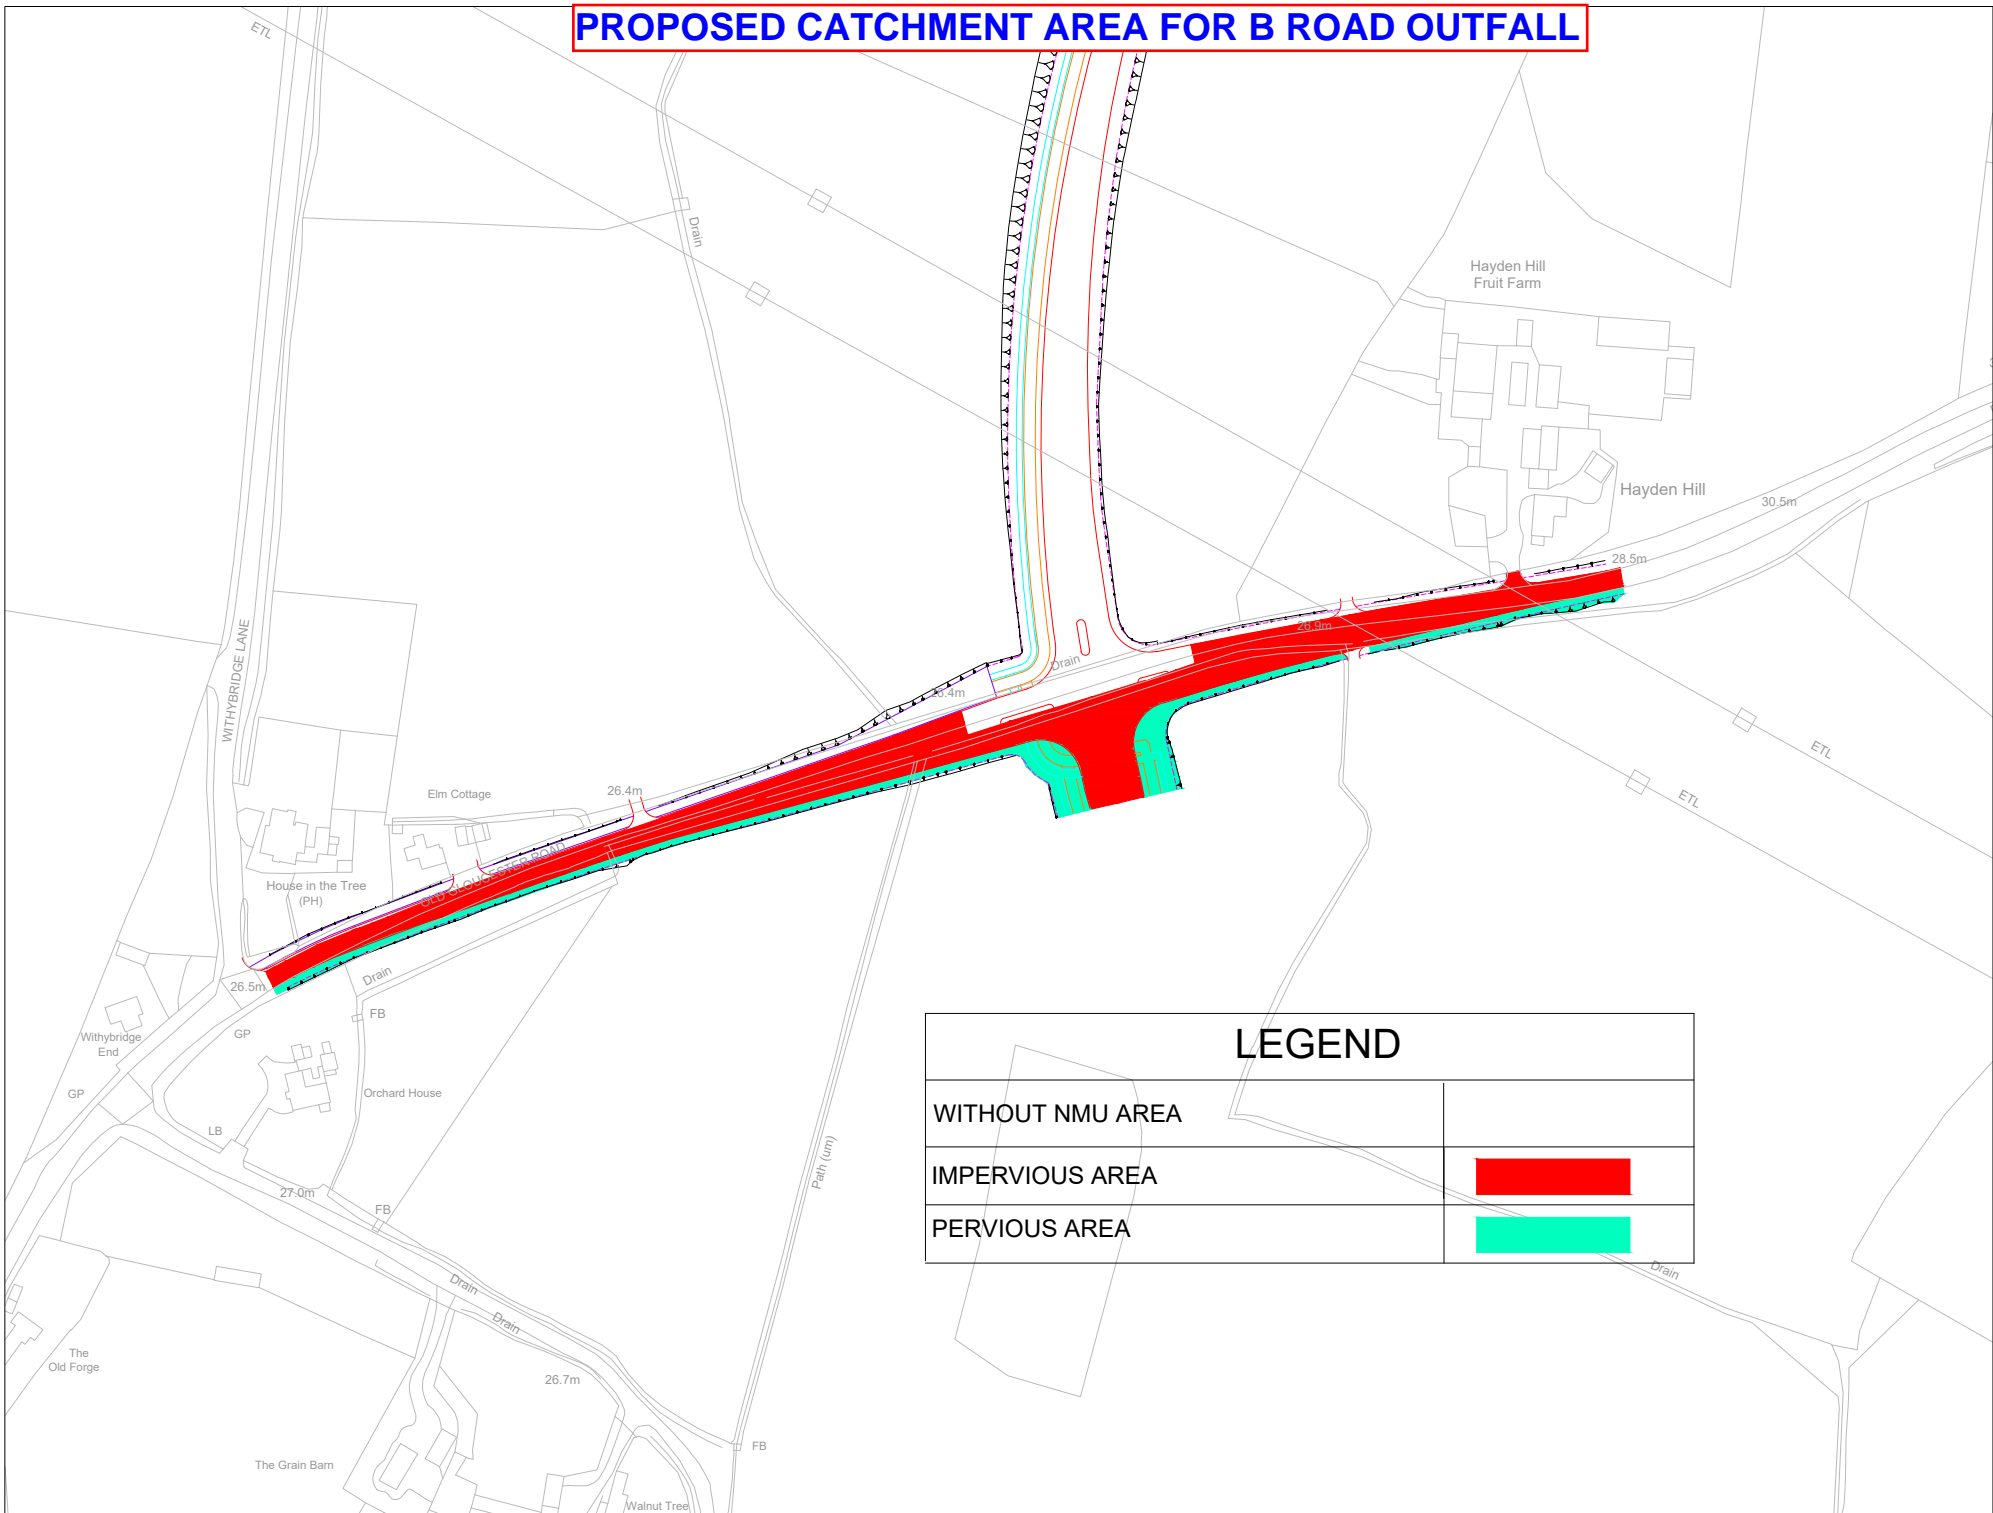 PROPOSED CATCHMENT AREA FOR B ROAD OUTFALL
ETL
Drain
Hayden Hill
Fruit Farm
Hayden Hill
30.5m
28.5m
26.9m
WITHYBRIDGE LANE
Drain
26.4m
ETL
ETL
Elm Cottage
26.4m
OLD GLOUCESTER ROAD
House in the Tree
(PH)
26.5m
Drain
FB
GP
Withybridge
End
GP
Orchard House
LB
27.0m
FB
Path (um)
LEGEND
WITHOUT NMU AREA
IMPERVIOUS AREA
PERVIOUS AREA
Drain
Drain
Drain
The
Old Forge
26.7m
FB
The Grain Barn
Walnut Tree